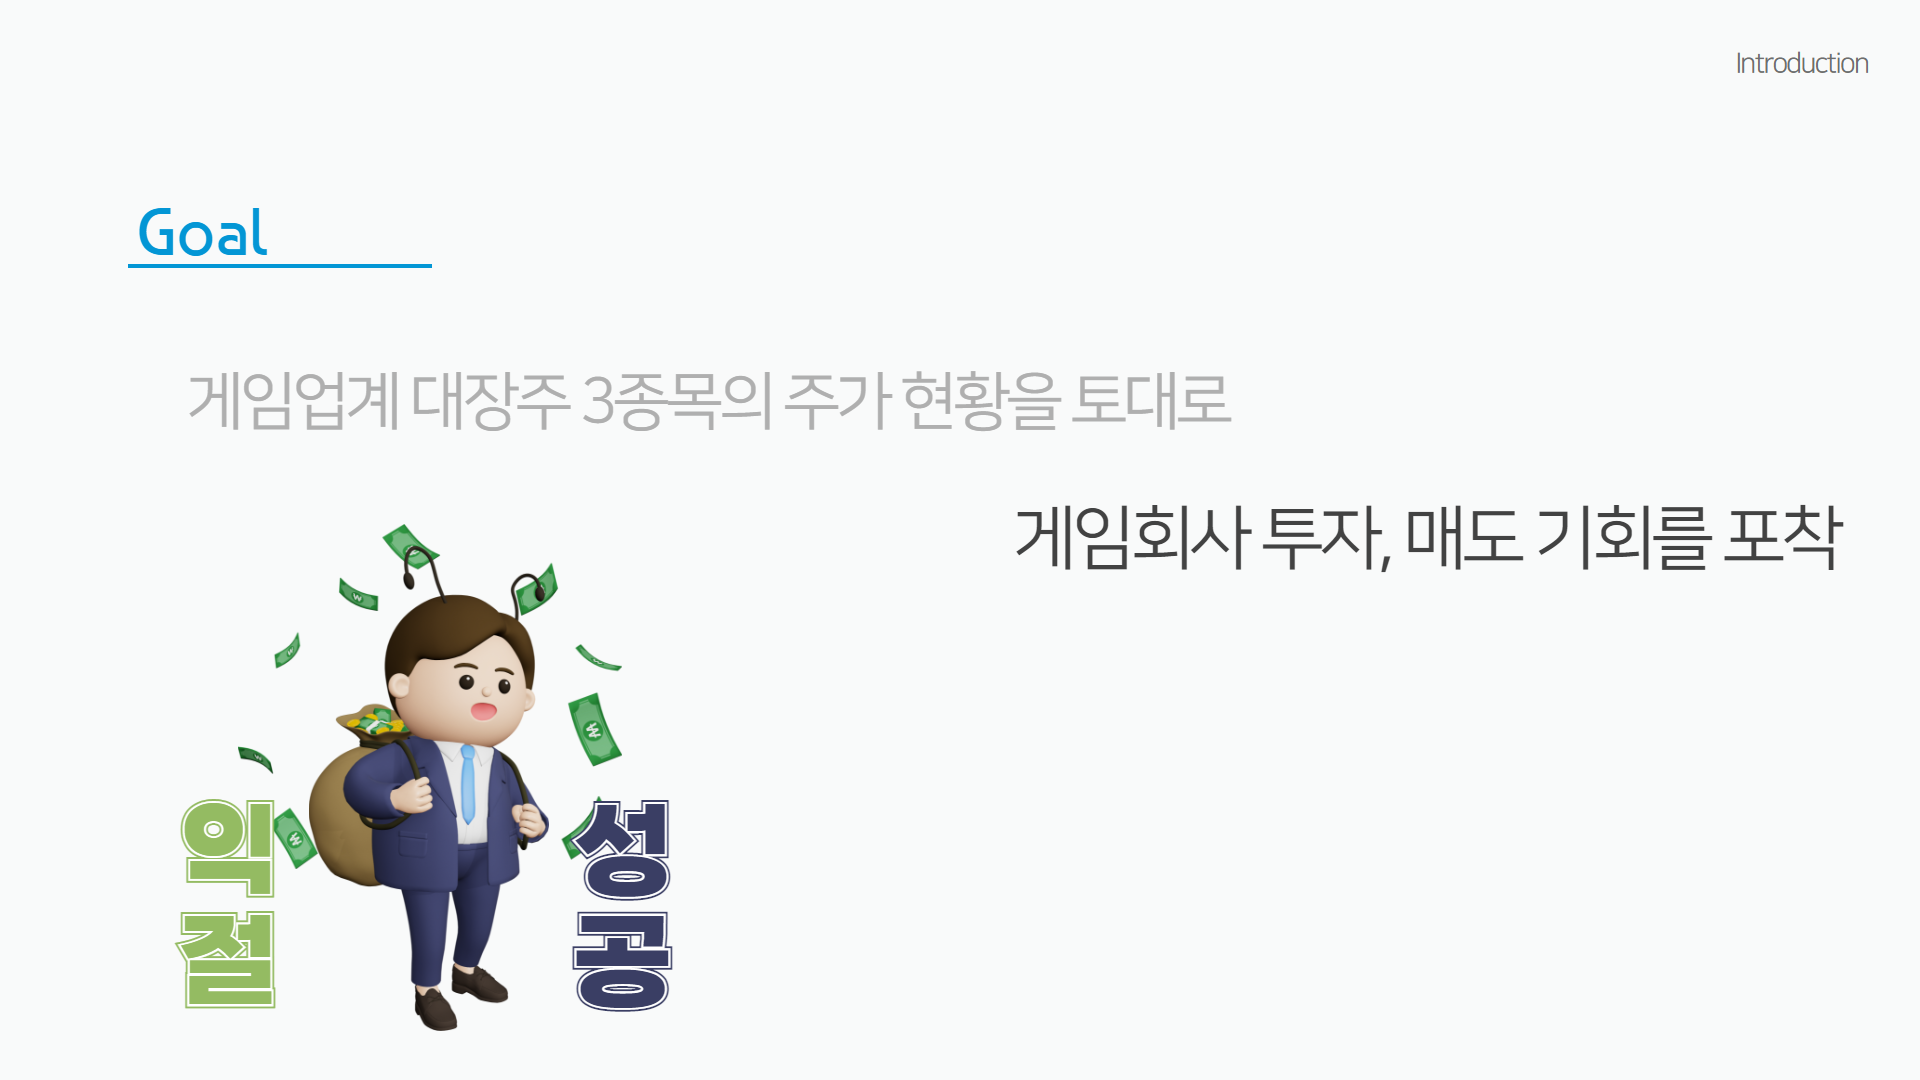 Introduction
Goal
게임업계 대장주 3종목의 주가 현황을 토대로
게임회사 투자, 매도 기회를 포착
익절
성공